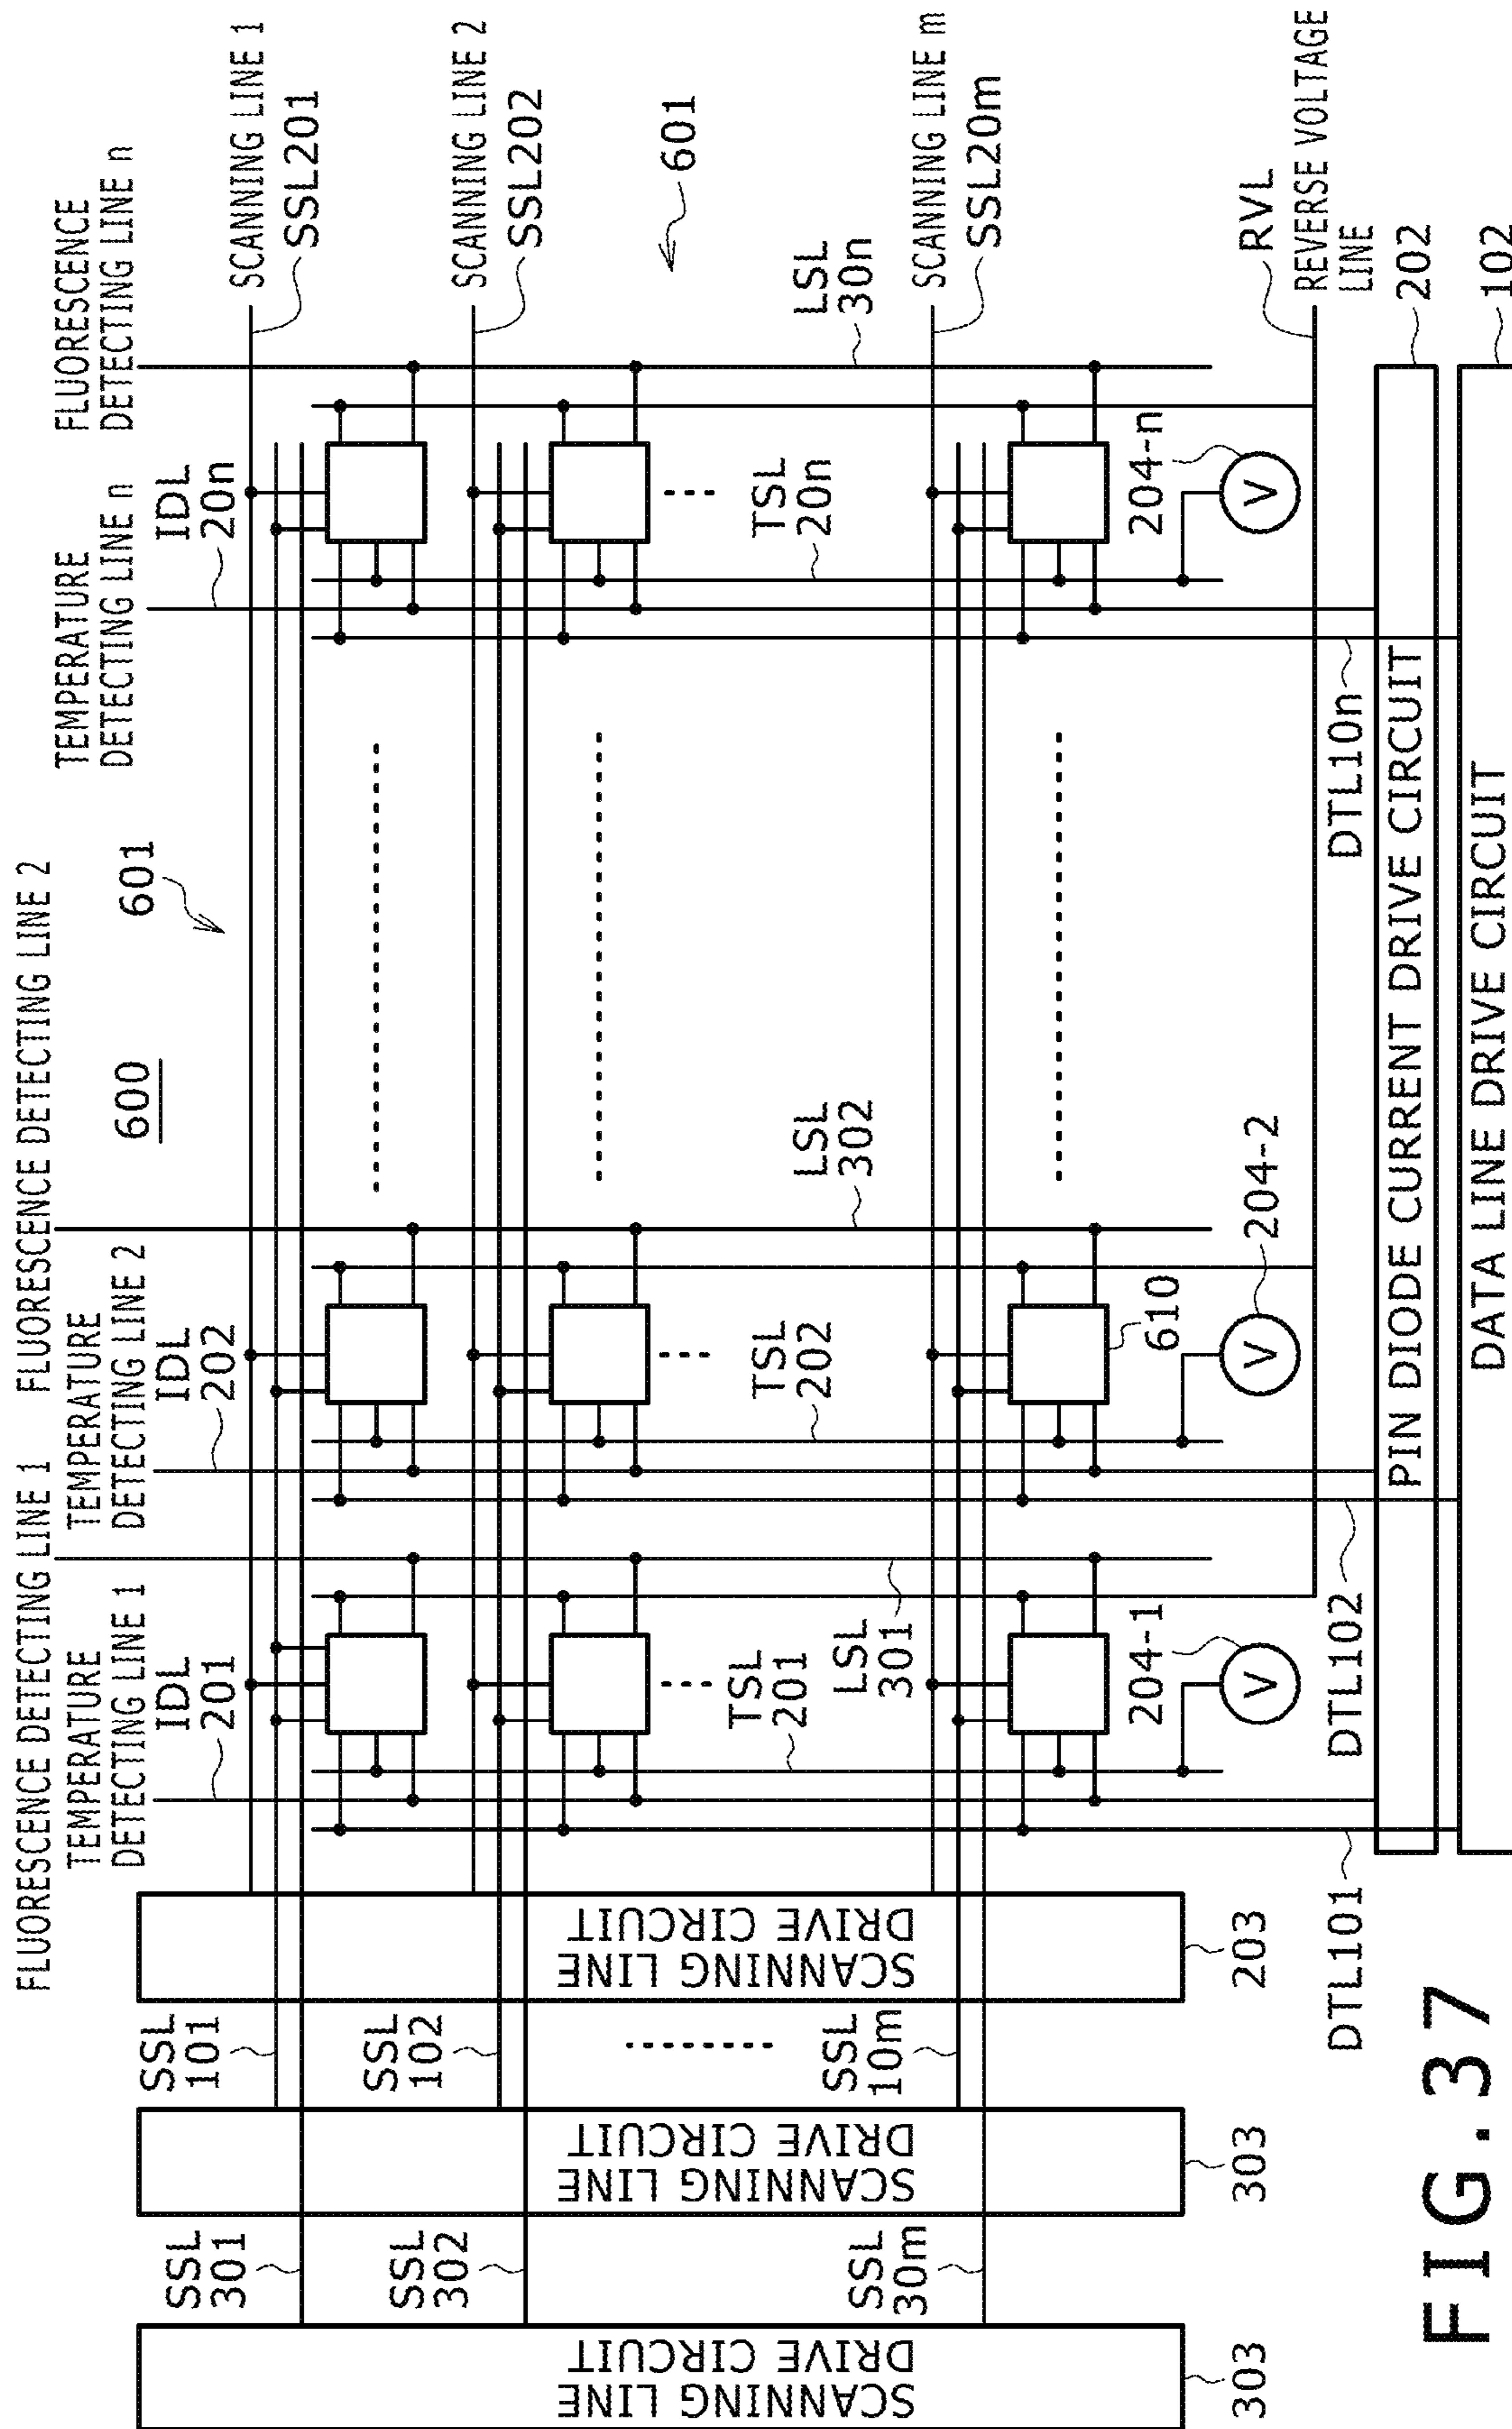 FLUORESCENCE DETECTING LINE 1
FLUORESCENCE DETECTING LINE 2
TEMPERATURE
DETECTING LINE 1
TEMPERATURE
DETECTING LINE 2
TEMPERATURE
DETECTING LINE n
FLUORESCENCE
DETECTING LINE n
600
601
IDL
201
IDL
202
IDL
20n
SCANNING LINE 1
SSL201
SCANNING LINE 2
SSL202
601
SCANNING LINE m
SSL20m
SSL
301
SSL
101
SSL
302
SSL
102
SSL
30m
SSL
10m
SCANNING LINE
DRIVE CIRCUIT
SCANNING LINE
DRIVE CIRCUIT
SCANNING LINE
DRIVE CIRCUIT
303
303
203
TSL
201
LSL
301
TSL
202
LSL
302
TSL
20n
LSL
30n
204-1
V
610
V
204-2
204-n
V
RVL
REVERSE VOLTAGE
LINE
DTL101
DTL102
DTL10n
PIN DIODE CURRENT DRIVE CIRCUIT
202
DATA LINE DRIVE CIRCUIT
102
FIG.37